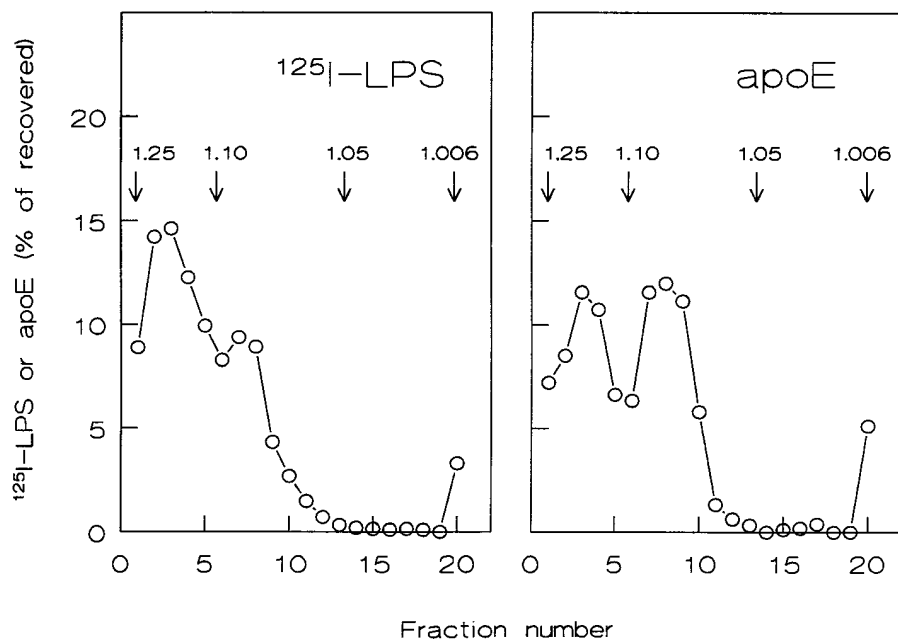 ¹²⁵I-LPS or apoE (% of recovered)
¹²⁵I-LPS
apoE
20
15
10
5
0
1.25 1.10 1.05 1.006
1.25 1.10 1.05 1.006
0 5 10 15 20
0 5 10 15 20
Fraction number